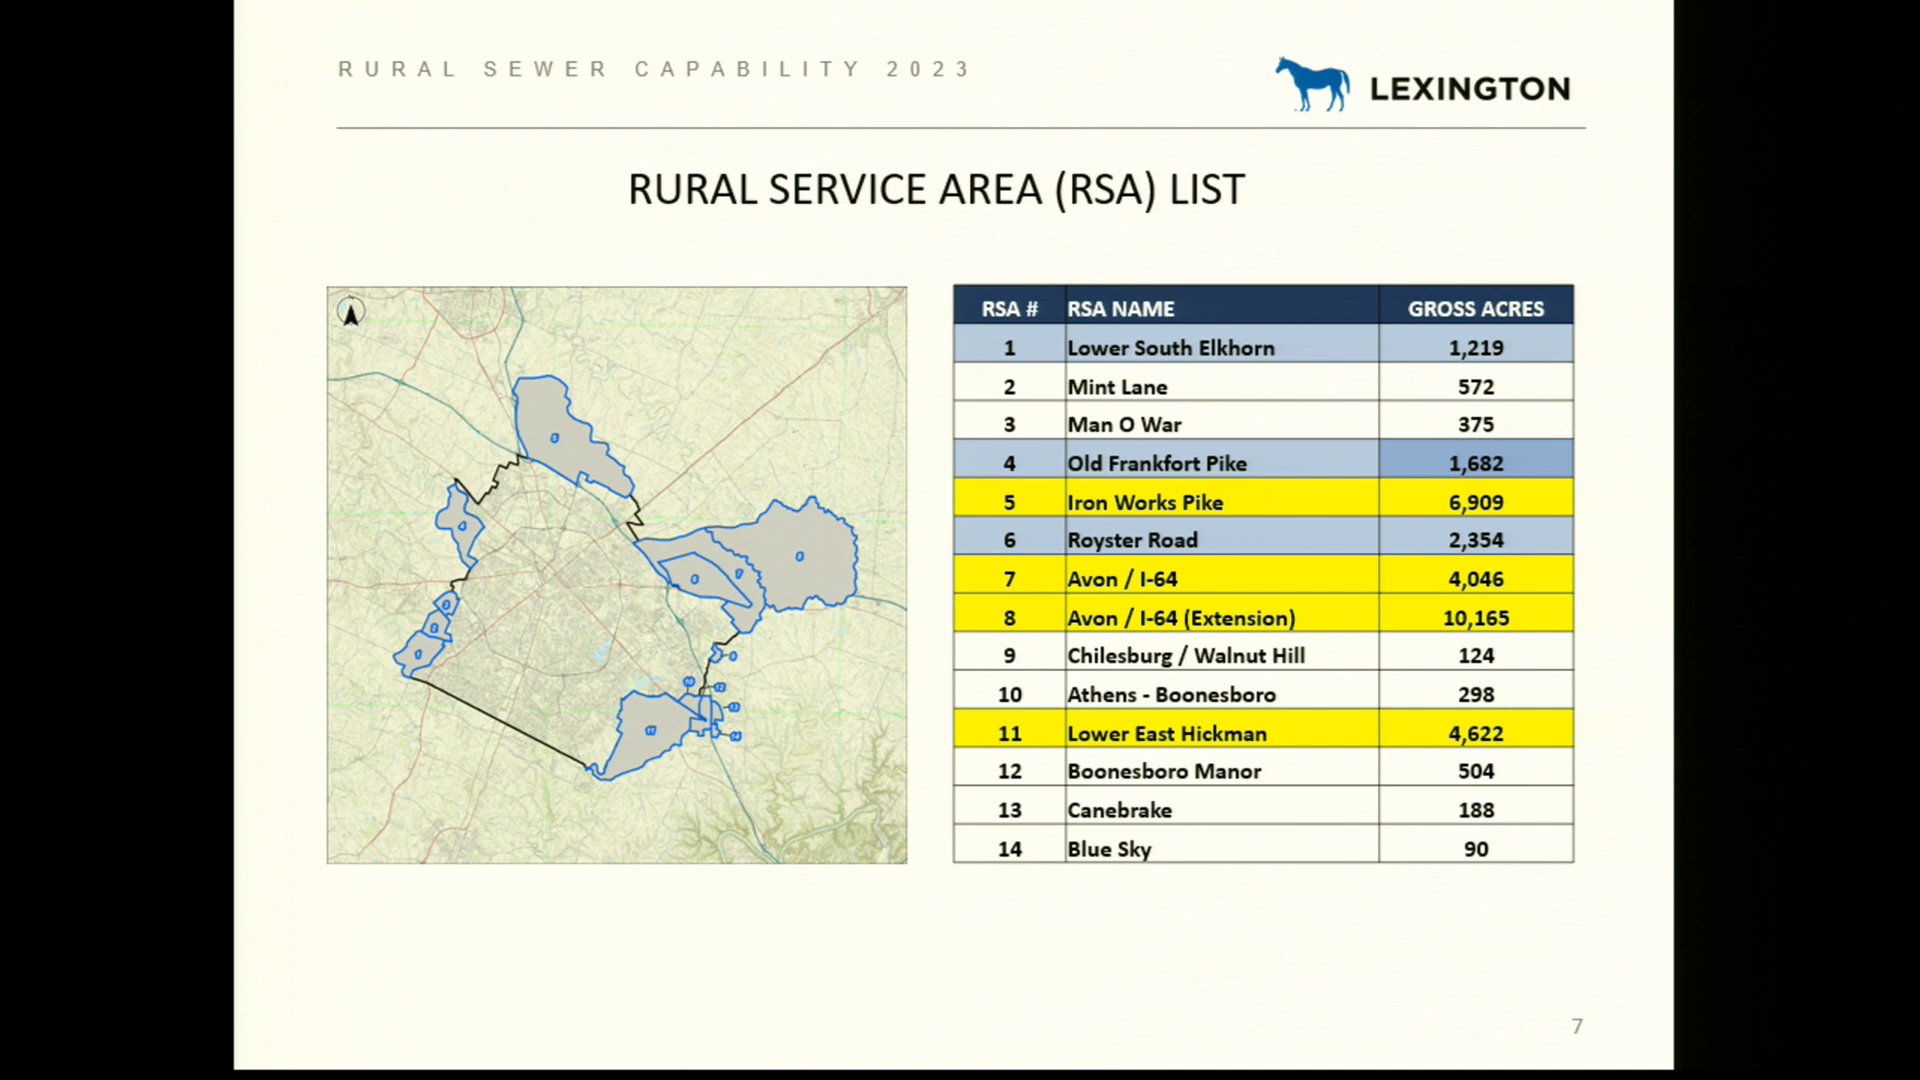 RURAL SEWER CAPABILITY 2023
LEXINGTON
RURAL SERVICE AREA (RSA) LIST
RSA # RSA NAME GROSS ACRES
1 Lower South Elkhorn 1,219
2 Mint Lane 572
3 Man O War 375
4 Old Frankfort Pike 1,682
5 Iron Works Pike 6,909
6 Royster Road 2,354
7 Avon / I-64 4,046
8 Avon / I-64 (Extension) 10,165
9 Chilesburg / Walnut Hill 124
10 Athens - Boonesboro 298
11 Lower East Hickman 4,622
12 Boonesboro Manor 504
13 Canebrake 188
14 Blue Sky 90
7